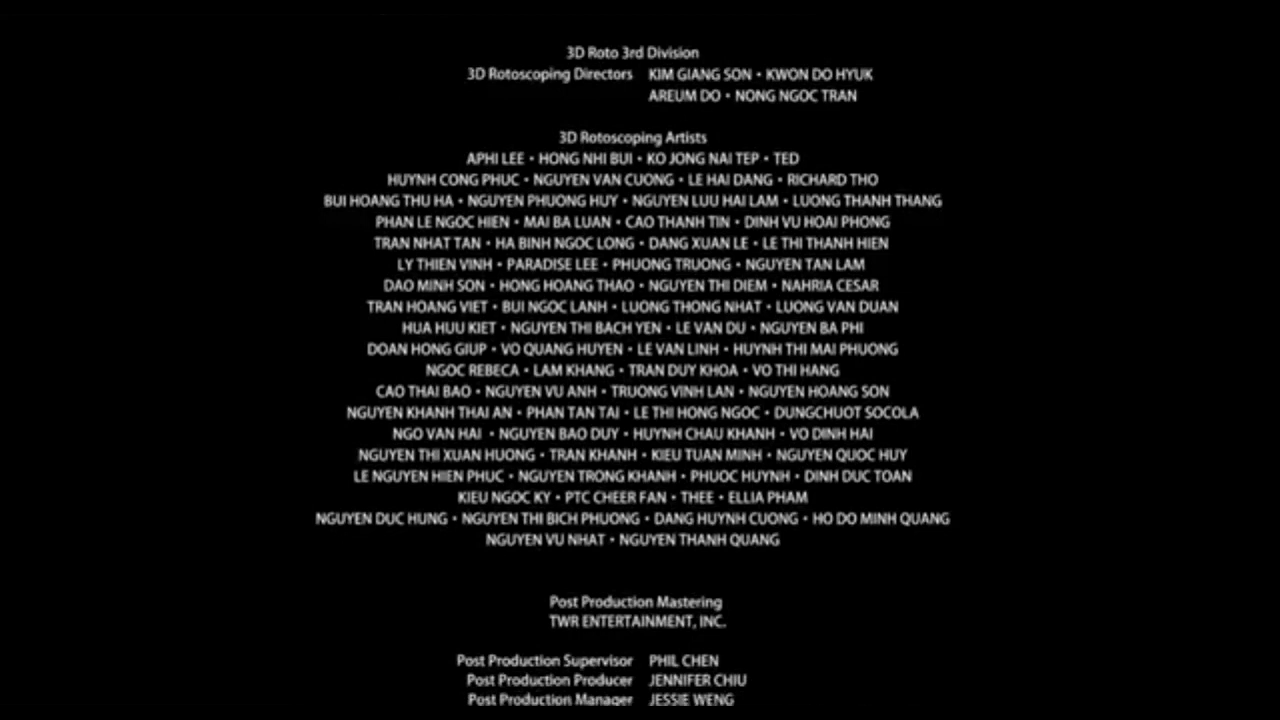 3D Roto 3rd Division
3D Rotoscoping Directors KIM GIANG SON • KWON DO HYUK
AREUM DO • NONG NGOC TRAN
3D Rotoscoping Artists
APHI LEE • HONG NHI BUI • KO JONG NAI TEP • TED
HUYNH CONG PHUC • NGUYEN VAN CUONG • LE HAI DANG • RICHARD THO
BUI HOANG THU HA • NGUYEN PHUONG HUY • NGUYEN LUU HAI LAM • LUONG THANH THANG
PHAN LE NGOC HIEN • MAI BA LUAN • CAO THANH TIN • DINH VU HOAI PHONG
TRAN NHAT TAN • HA BINH NGOC LONG • DANG XUAN LE • LE THI THANH HIEN
LY THIEN VINH • PARADISE LEE • PHUONG TRUONG • NGUYEN TAN LAM
DAO MINH SON • HONG HOANG THAO • NGUYEN THI DIEM • NAHRIA CESAR
TRAN HOANG VIET • BUI NGOC LANH • LUONG THONG NHAT • LUONG VAN DUAN
HUA HUU KIET • NGUYEN THI BACH YEN • LE VAN DU • NGUYEN BA PHI
DOAN HONG GIUP • VO QUANG HUYEN • LE VAN LINH • HUYNH THI MAI PHUONG
NGOC REBECA • LAM KHANG • TRAN DUY KHOA • VO THI HANG
CAO THAI BAO • NGUYEN VU ANH • TRUONG VINH LAN • NGUYEN HOANG SON
NGUYEN KHANH THAI AN • PHAN TAN TAI • LE THI HONG NGOC • DUNGCHUOT SOCOLA
NGO VAN HAI • NGUYEN BAO DUY • HUYNH CHAU KHANH • VO DINH HAI
NGUYEN THI XUAN HUONG • TRAN KHANH • KIEU TUAN MINH • NGUYEN QUOC HUY
LE NGUYEN HIEN PHUC • NGUYEN TRONG KHANH • PHUOC HUYNH • DINH DUC TOAN
KIEU NGOC KY • PTC CHEER FAN • THEE • ELLIA PHAM
NGUYEN DUC HUNG • NGUYEN THI BICH PHUONG • DANG HUYNH CUONG • HO DO MINH QUANG
NGUYEN VU NHAT • NGUYEN THANH QUANG
Post Production Mastering
TWR ENTERTAINMENT, INC.
Post Production Supervisor PHIL CHEN
Post Production Producer JENNIFER CHIU
Post Production Manager JESSIE WENG